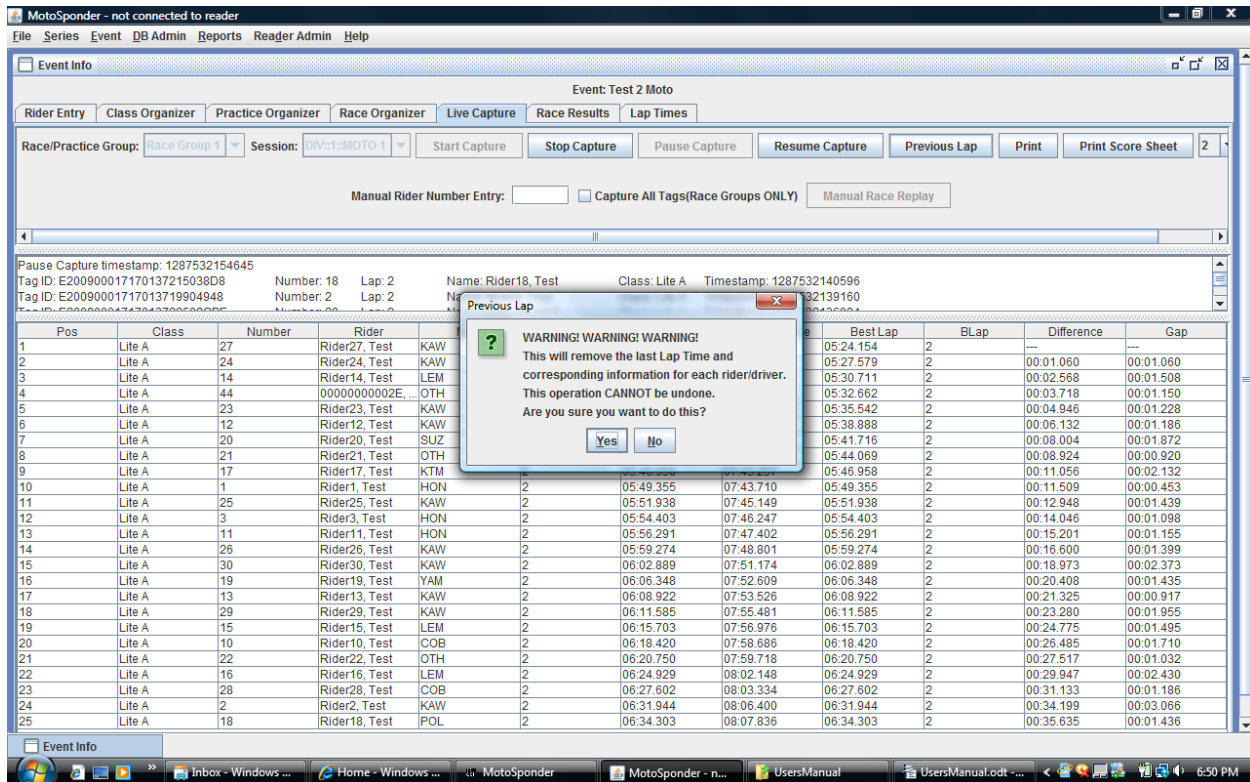 MotoSponder - not connected to reader
File Series Event DB Admin Reports Reader Admin Help
Event Info
Event: Test 2 Moto
Rider Entry Class Organizer Practice Organizer Race Organizer Live Capture Race Results Lap Times
Race/Practice Group: Race Group 1 Session: DIV::1::MOTO 1 Start Capture Stop Capture Pause Capture Resume Capture Previous Lap Print Print Score Sheet 2
Manual Rider Number Entry: Capture All Tags(Race Groups ONLY) Manual Race Replay
Pause Capture timestamp: 1287532154645
Tag ID: E200900017170137215038D8 Number: 18 Lap: 2 Name: Rider18, Test Class: Lite A Timestamp: 1287532140596
Tag ID: E20090001717013719904948 Number: 2 Lap: 2
Previous Lap
WARNING! WARNING! WARNING!
This will remove the last Lap Time and
corresponding information for each rider/driver.
This operation CANNOT be undone.
Are you sure you want to do this?
Yes No
Pos Class Number Rider Best Lap BLap Difference Gap
1 Lite A 27 Rider27, Test KAW 05:24.154 2 --- ---
2 Lite A 24 Rider24, Test KAW 05:27.579 2 00:01.060 00:01.060
3 Lite A 14 Rider14, Test LEM 05:30.711 2 00:02.568 00:01.508
4 Lite A 44 00000000002E, ... OTH 05:32.662 2 00:03.718 00:01.150
5 Lite A 23 Rider23, Test KAW 05:35.542 2 00:04.946 00:01.228
6 Lite A 12 Rider12, Test KAW 05:38.888 2 00:06.132 00:01.186
7 Lite A 20 Rider20, Test SUZ 05:41.716 2 00:08.004 00:01.872
8 Lite A 21 Rider21, Test OTH 05:44.069 2 00:08.924 00:00.920
9 Lite A 17 Rider17, Test KTM 05:46.958 2 00:11.056 00:02.132
10 Lite A 1 Rider1, Test HON 2 05:49.355 07:43.710 05:49.355 2 00:11.509 00:00.453
11 Lite A 25 Rider25, Test KAW 2 05:51.938 07:45.149 05:51.938 2 00:12.948 00:01.439
12 Lite A 3 Rider3, Test HON 2 05:54.403 07:46.247 05:54.403 2 00:14.046 00:01.098
13 Lite A 11 Rider11, Test HON 2 05:56.291 07:47.402 05:56.291 2 00:15.201 00:01.155
14 Lite A 26 Rider26, Test KAW 2 05:59.274 07:48.801 05:59.274 2 00:16.600 00:01.399
15 Lite A 30 Rider30, Test KAW 2 06:02.889 07:51.174 06:02.889 2 00:18.973 00:02.373
16 Lite A 19 Rider19, Test YAM 2 06:06.348 07:52.609 06:06.348 2 00:20.408 00:01.435
17 Lite A 13 Rider13, Test KAW 2 06:08.922 07:53.526 06:08.922 2 00:21.325 00:00.917
18 Lite A 29 Rider29, Test KAW 2 06:11.585 07:55.481 06:11.585 2 00:23.280 00:01.955
19 Lite A 15 Rider15, Test LEM 2 06:15.703 07:56.976 06:15.703 2 00:24.775 00:01.495
20 Lite A 10 Rider10, Test COB 2 06:18.420 07:58.686 06:18.420 2 00:26.485 00:01.710
21 Lite A 22 Rider22, Test OTH 2 06:20.750 07:59.718 06:20.750 2 00:27.517 00:01.032
22 Lite A 16 Rider16, Test LEM 2 06:24.929 08:02.148 06:24.929 2 00:29.947 00:02.430
23 Lite A 28 Rider28, Test COB 2 06:27.602 08:03.334 06:27.602 2 00:31.133 00:01.186
24 Lite A 2 Rider2, Test KAW 2 06:31.944 08:06.400 06:31.944 2 00:34.199 00:03.066
25 Lite A 18 Rider18, Test POL 2 06:34.303 08:07.836 06:34.303 2 00:35.635 00:01.436
Event Info
Inbox - Windows ... Home - Windows ... MotoSponder MotoSponder - n... UsersManual UsersManual.odt -... 6:50 PM